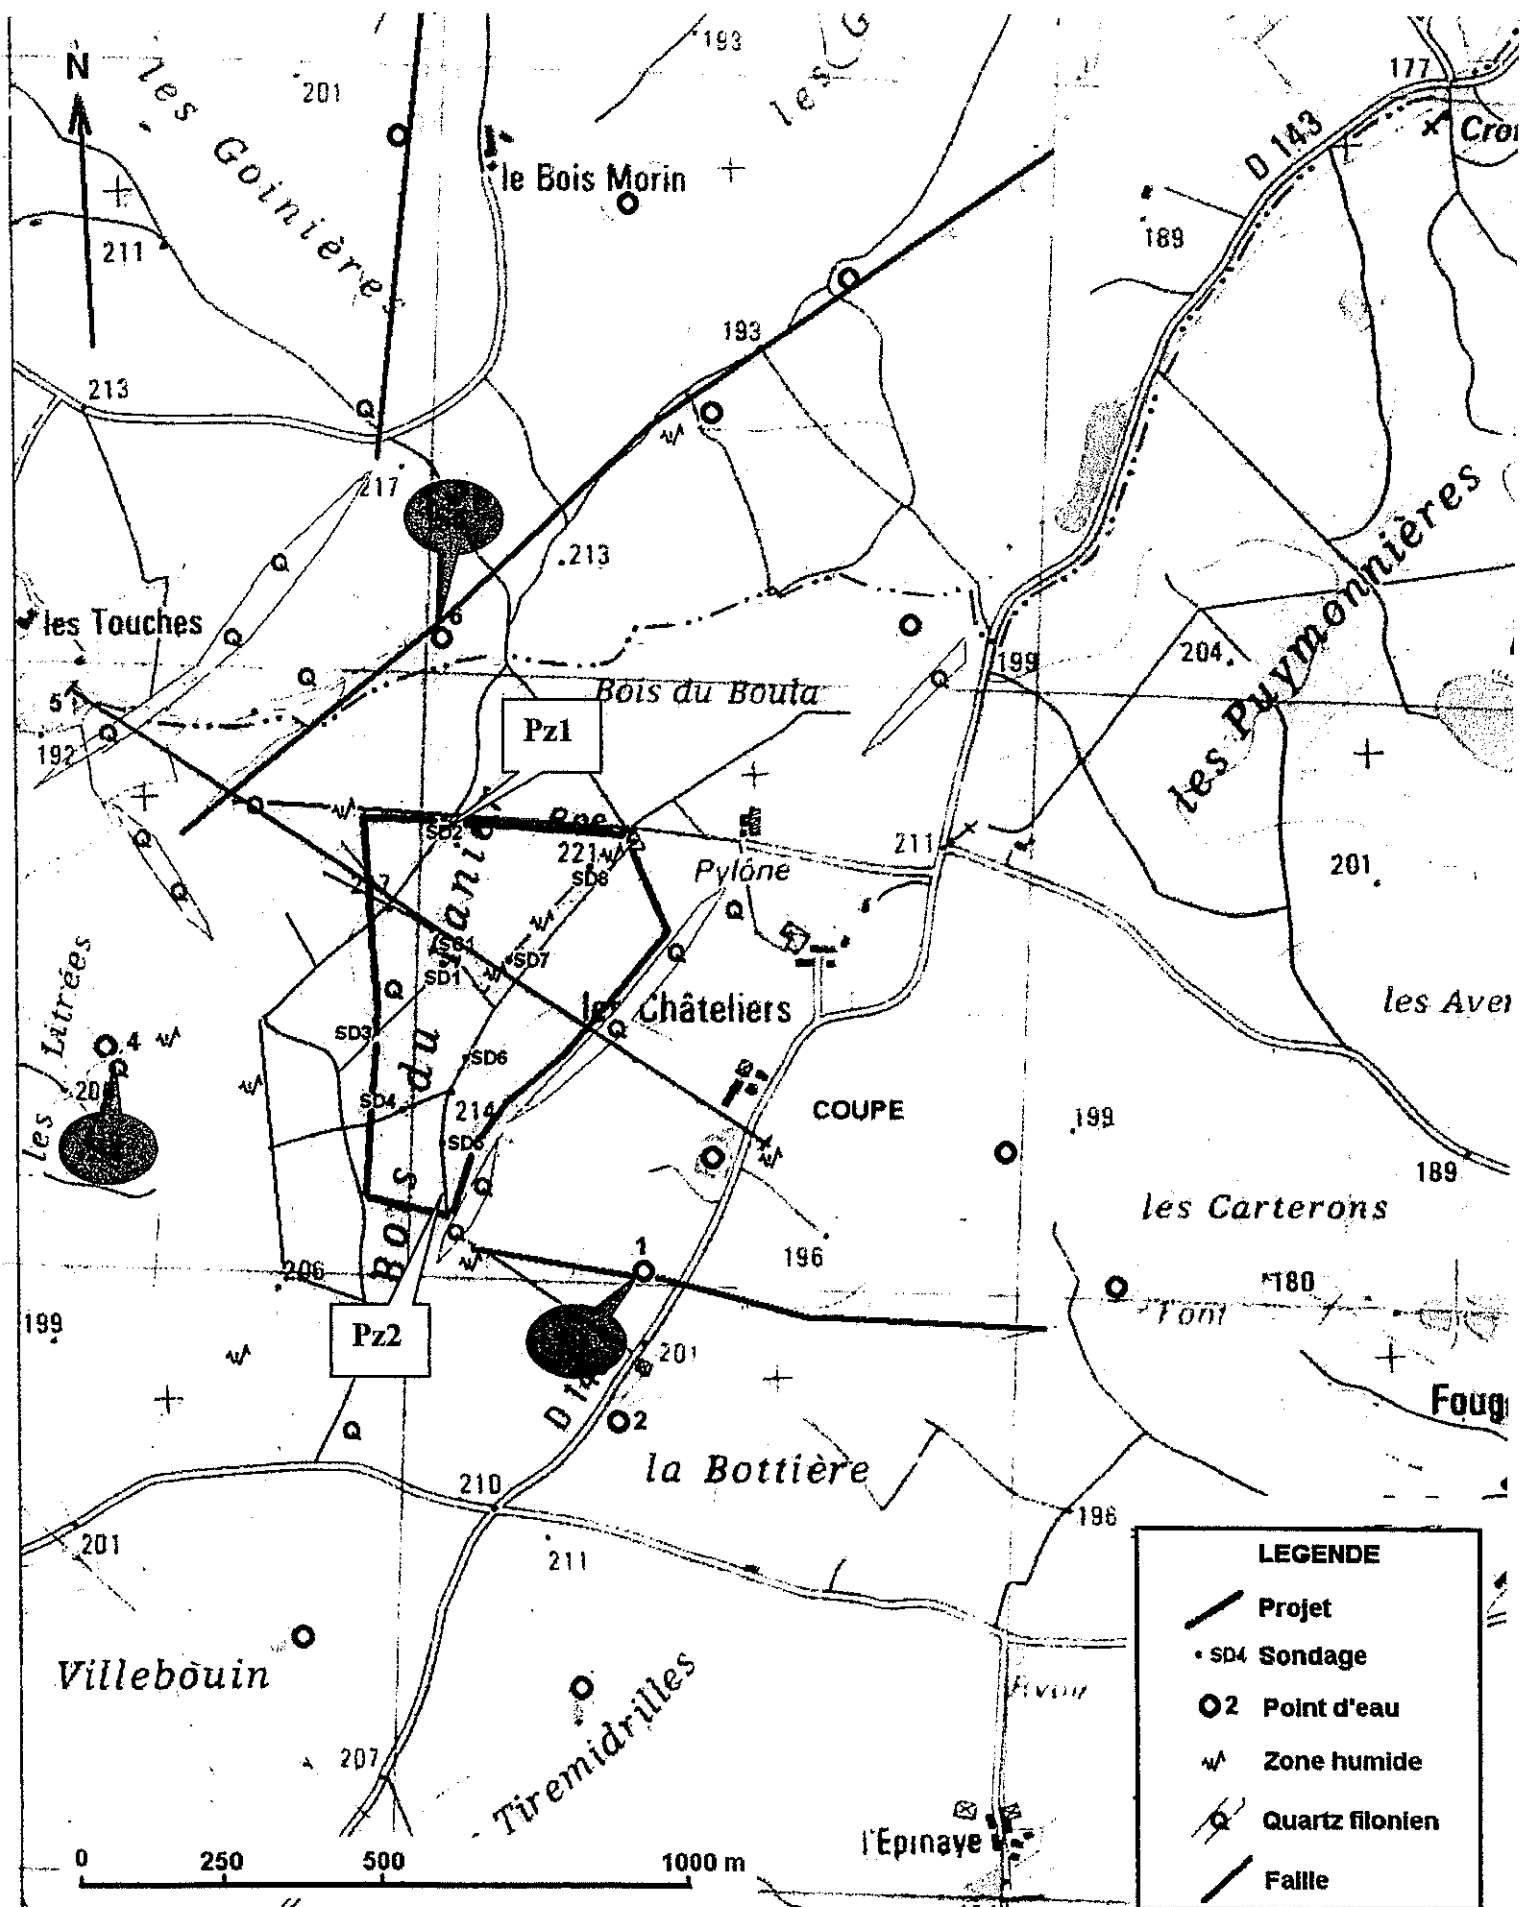 N
193
177
201
D 143
Cro
les Goinières
le Bois Morin
211
189
193
213
217
213
les Puymonnières
6
les Touches
204
199
5
Bois du Boula
192
Pz1
SD2
221
SD8
Pylône
211
201
SC1
SD1
SD7
les Litrées
les Châteliers
les Aver
SD3
4
SD6
SD4
214
COUPE
199
SD5
189
Bois du
les Carterons
196
1
206
180
Font
199
Pz2
201
D 14
2
Foug
la Bottière
210
196
201
211
Villebouin
Tiremidrilles
207
l'Epinaye
0 250 500 1000 m
LEGENDE
Projet
SD4 Sondage
2 Point d'eau
Zone humide
Q Quartz filonien
Faille